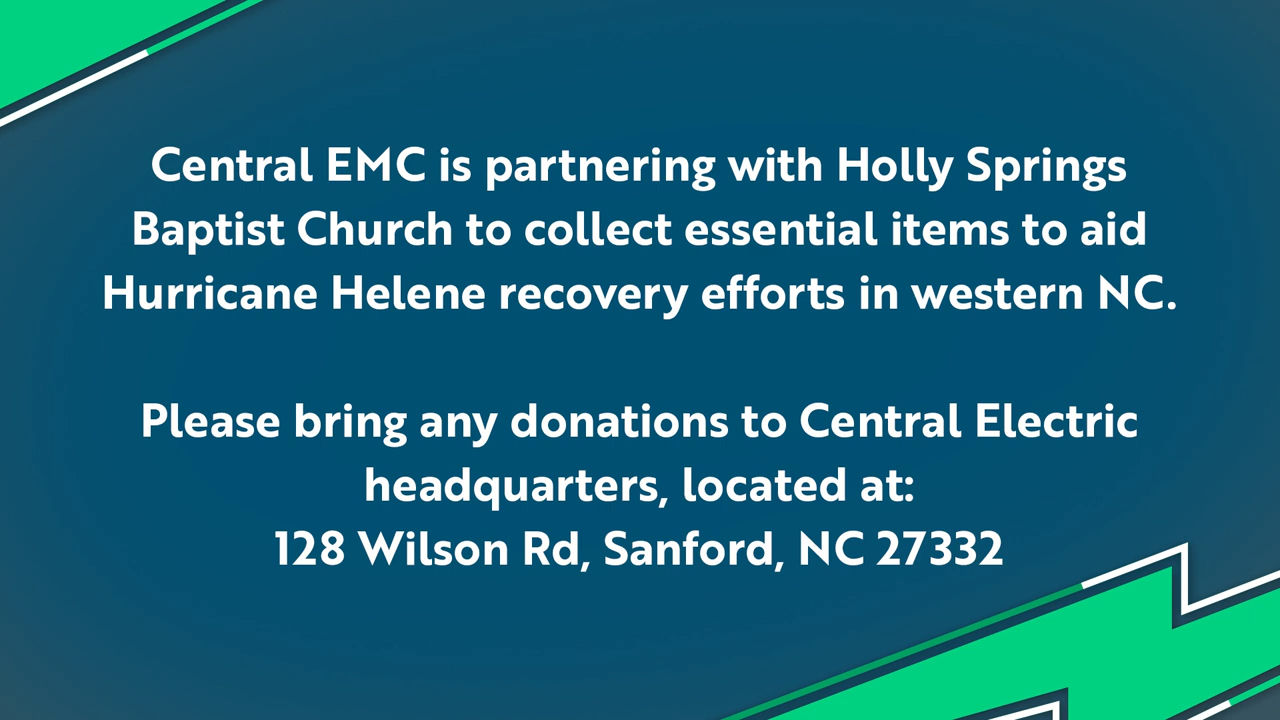 Central EMC is partnering with Holly Springs
Baptist Church to collect essential items to aid
Hurricane Helene recovery efforts in western NC.
Please bring any donations to Central Electric
headquarters, located at:
128 Wilson Rd, Sanford, NC 27332